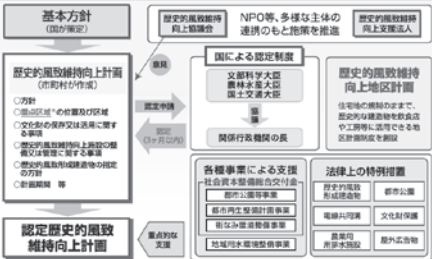 基本方針
(国が策定)
歴史的風致維持
向上協議会
NPO等、多様な主体の
連携のもと施策を推進
歴史的風致維持
向上支援法人
意見
歴史的風致維持向上計画
(市町村が作成)
○方針
○重点区域*の位置及び区域
○文化財の保存又は活用に関す
る事項
○歴史的風致維持向上施設の整
備又は管理に関する事項
○歴史的風致形成建造物の指定
の方針
○計画期間 等
認定申請
認定
(3ヶ月以内)
国による認定制度
文部科学大臣
農林水産大臣
国土交通大臣
協議
関係行政機関の長
歴史的風致維持
向上地区計画
住宅地の規制のままで、
歴史的な建造物を飲食店
や工房等に活用できる地
区計画制度を創設
認定歴史的風致
維持向上計画
重点的な
支援
各種事業による支援
社会資本整備総合交付金
都市公園等事業
都市再生整備計画事業
街なみ環境整備事業
地域用水環境整備事業
法律上の特例措置
歴史的風致
形成建造物
都市公園
電線共同溝
文化財保護
農業用
用排水施設
屋外広告物